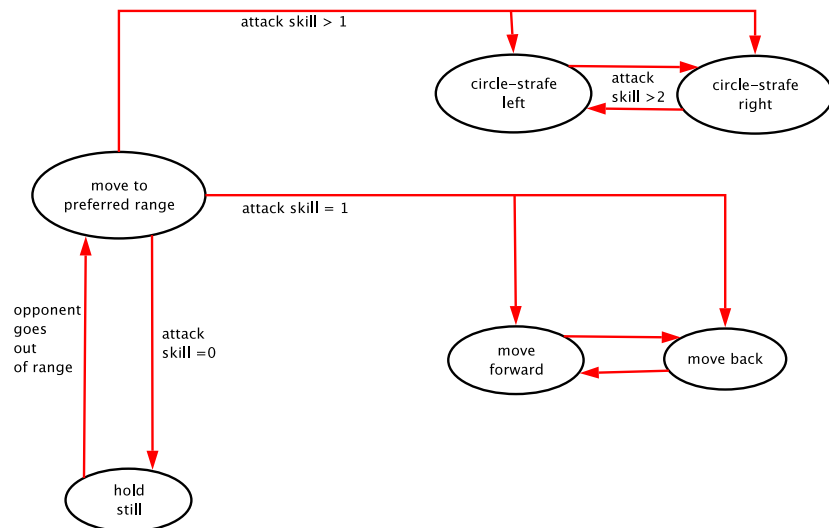 attack skill > 1
circle-strafe
left
attack
skill >2
circle-strafe
right
move to
preferred range
attack skill = 1
opponent
goes
out
of range
attack
skill =0
move
forward
move back
hold
still